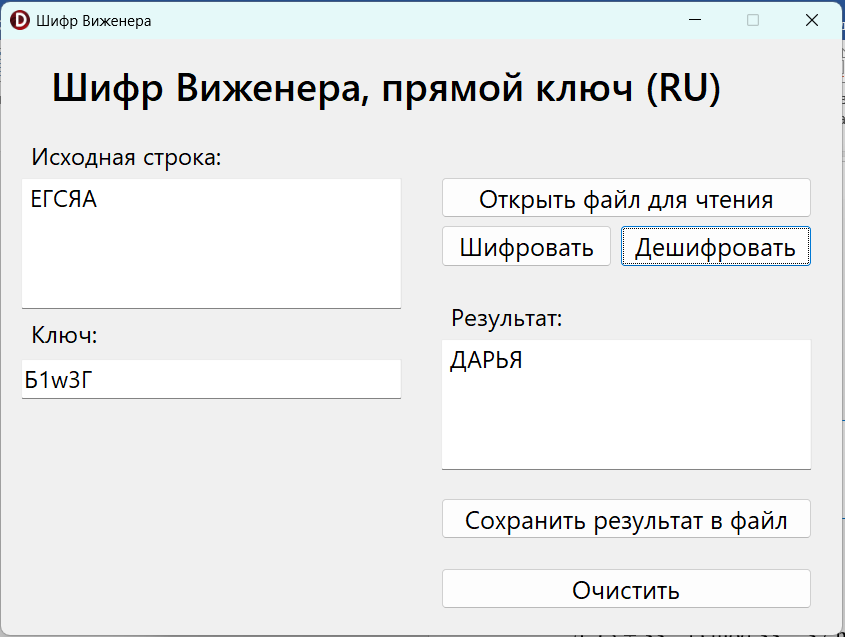 Шифр Виженера
Шифр Виженера, прямой ключ (RU)
Исходная строка:
ЕГСЯА
Открыть файл для чтения
Шифровать
Дешифровать
Ключ:
Б1wЗГ
Результат:
ДАРЬЯ
Сохранить результат в файл
Очистить